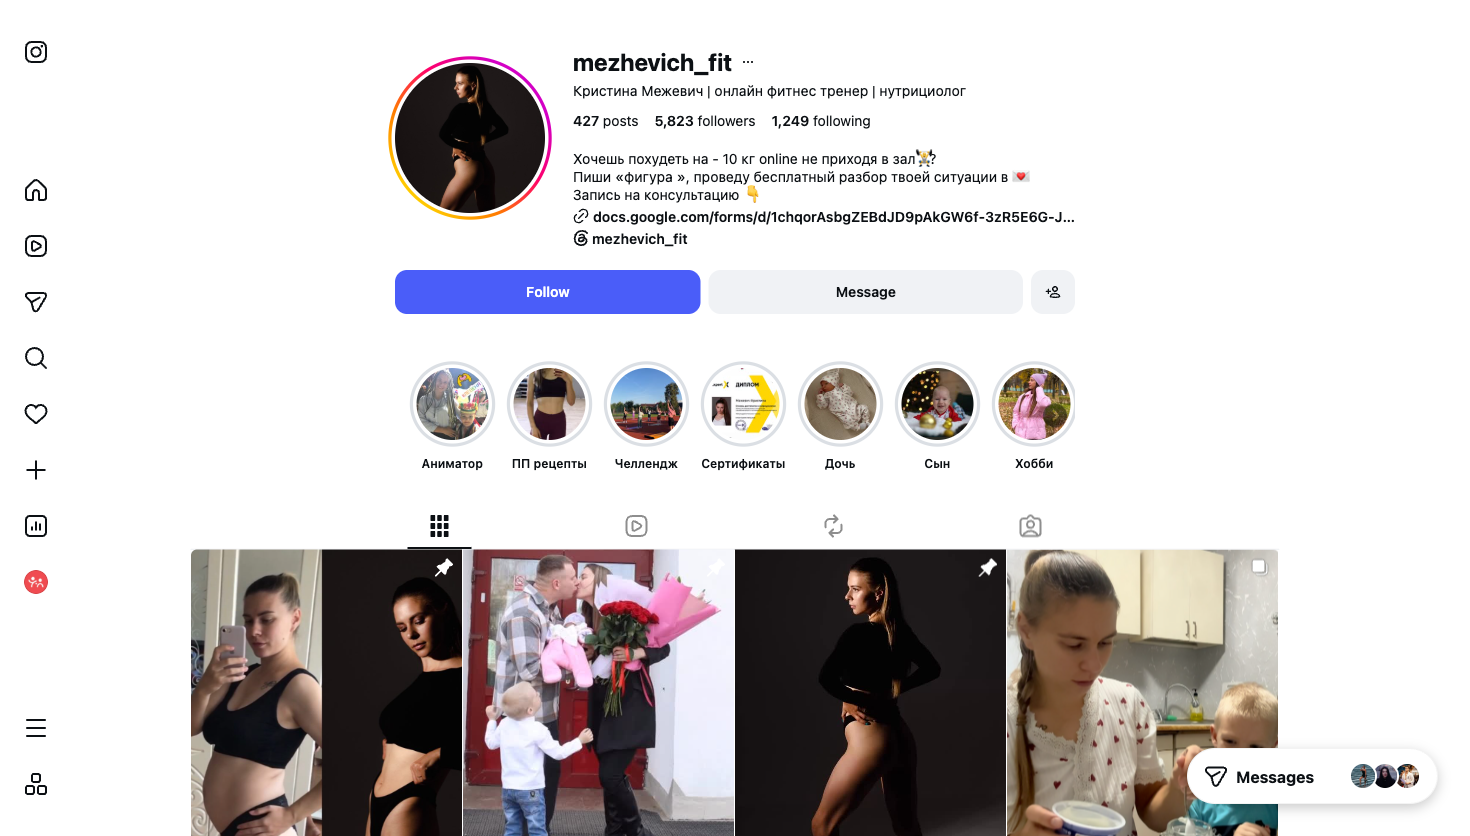 mezhevich_fit ...
Кристина Межевич | онлайн фитнес тренер | нутрициолог
427 posts 5,823 followers 1,249 following
Хочешь похудеть на - 10 кг online не приходя в зал🏋️‍♀️?
Пиши «фигура », проведу бесплатный разбор твоей ситуации в 💌
Запись на консультацию 👇
docs.google.com/forms/d/1chqorAsbgZEBdJD9pAkGW6f-3zR5E6G-J...
mezhevich_fit
Follow Message
ДИПЛОМ
Аниматор ПП рецепты Челлендж Сертификаты Дочь Сын Хобби
Messages